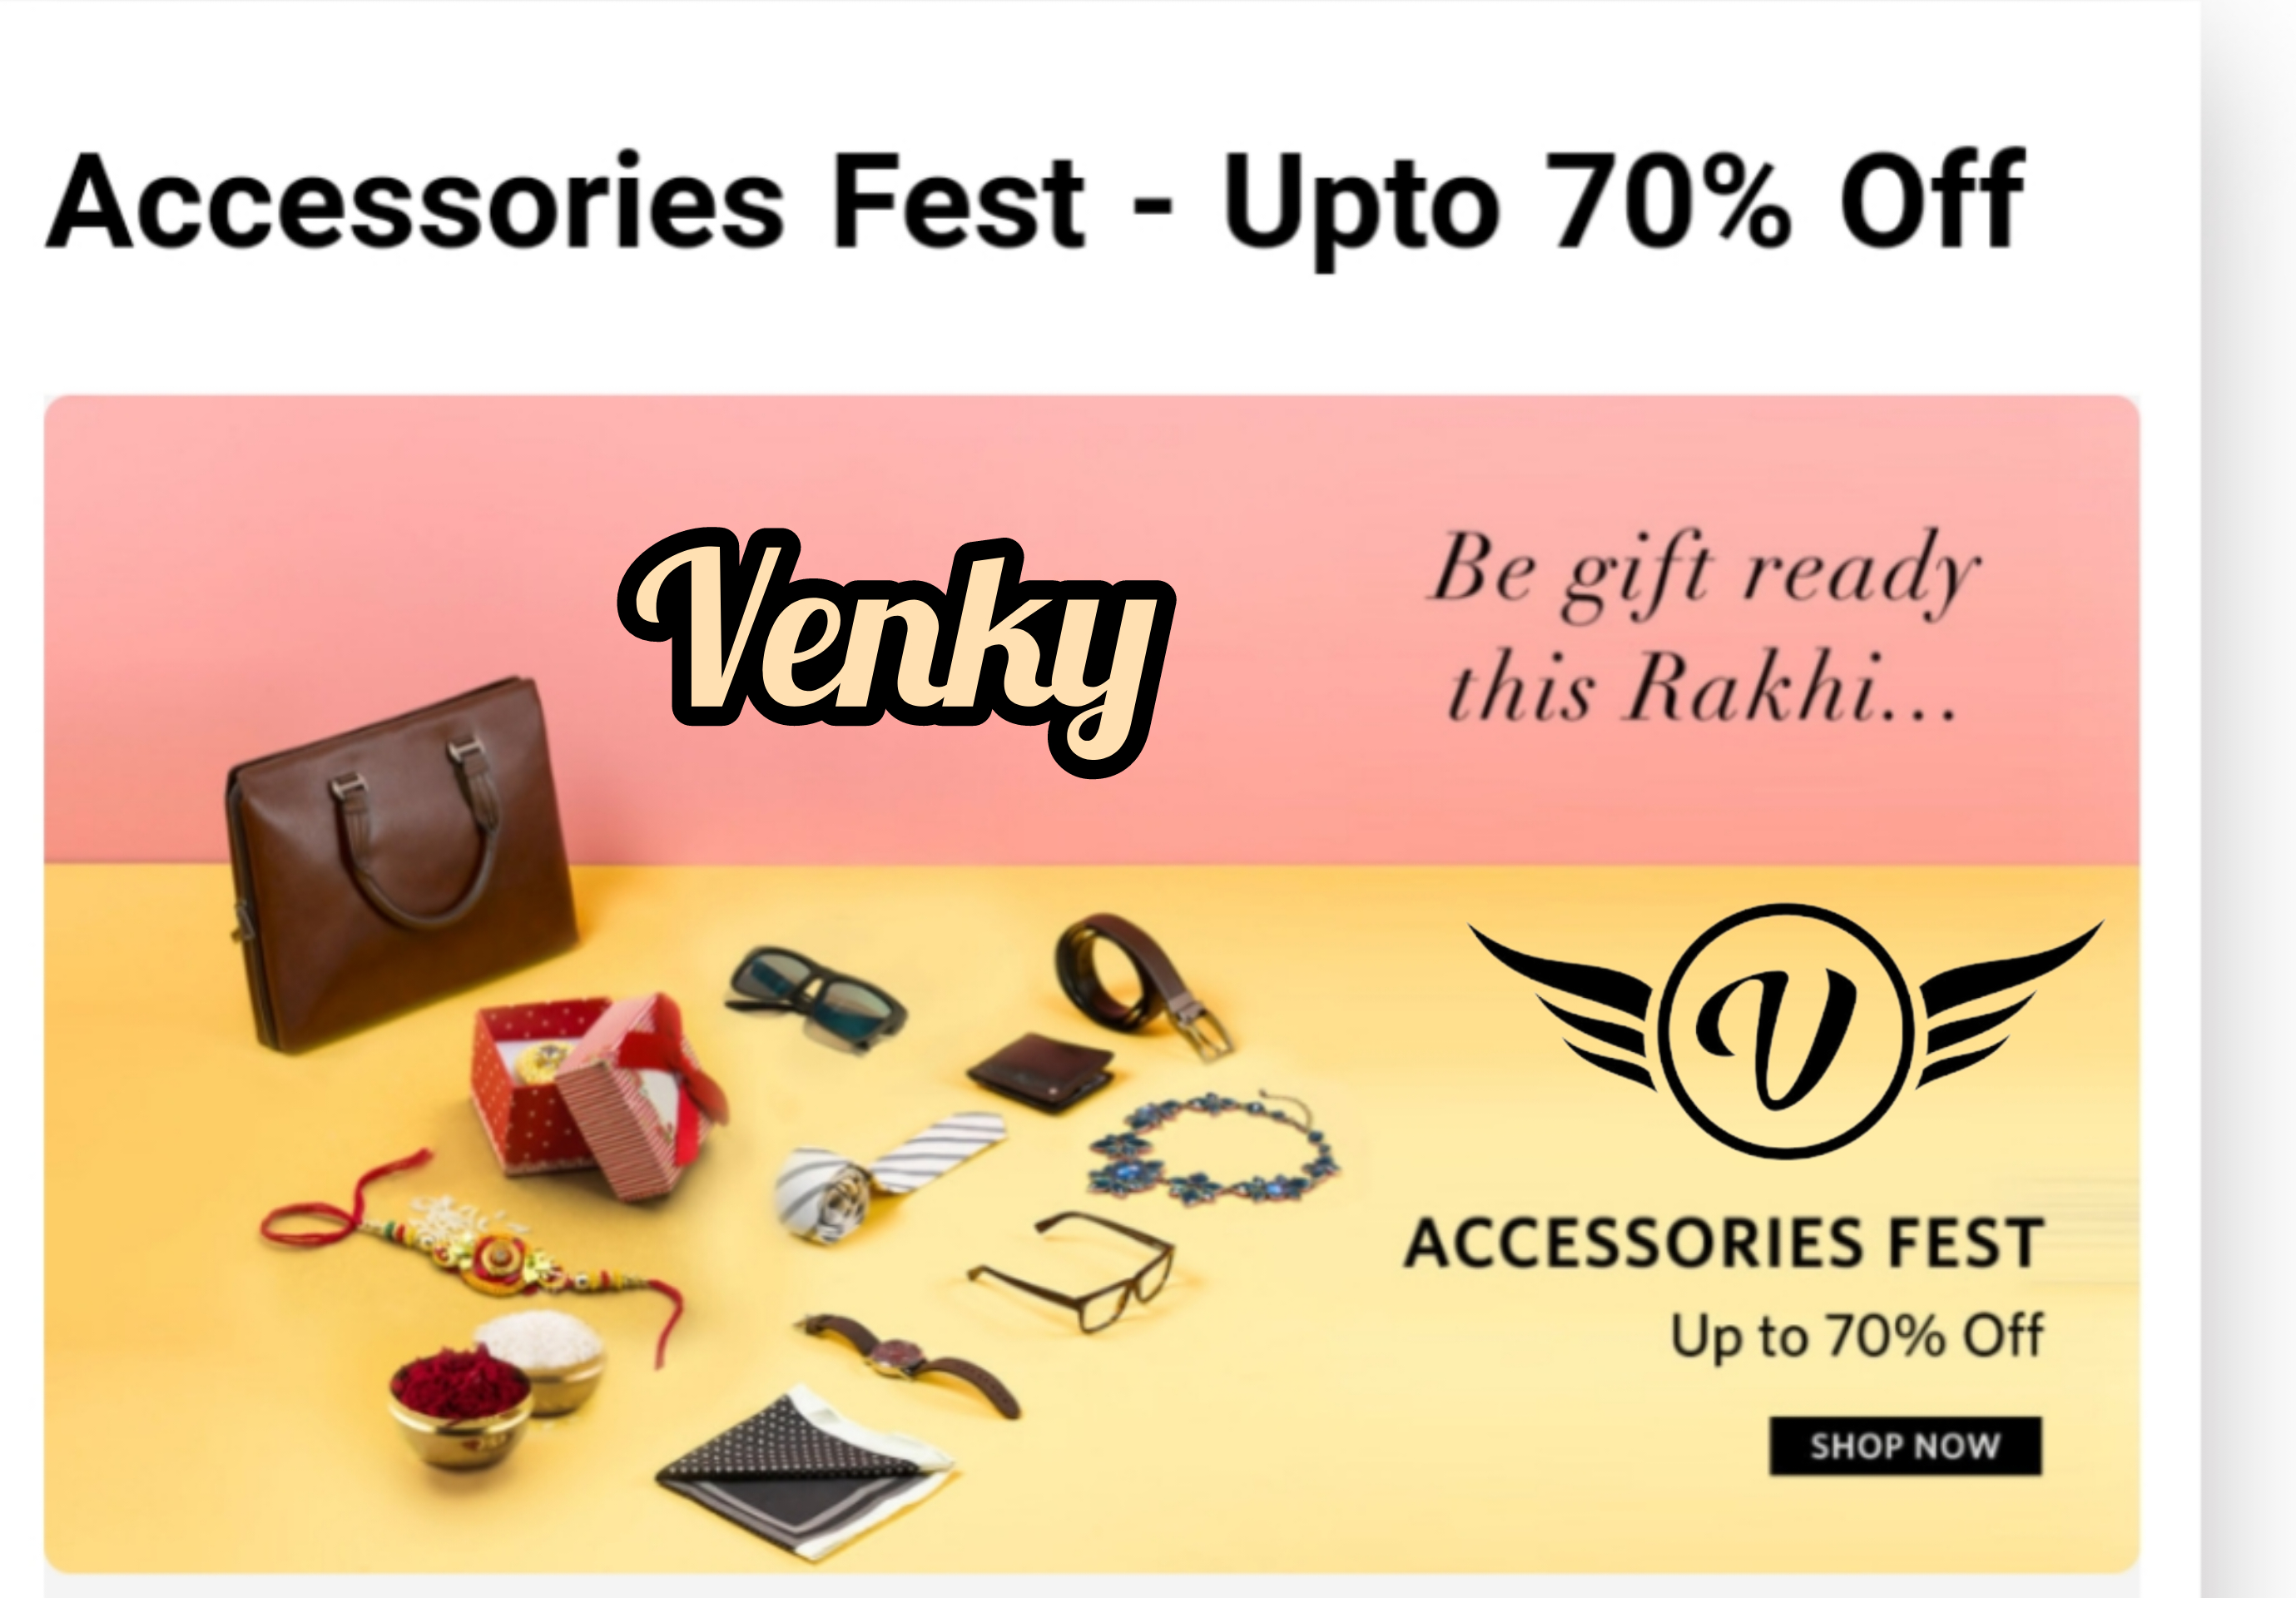 Accessories Fest - Upto 70% Off
Venky
Be gift ready
this Rakhi...
V
ACCESSORIES FEST
Up to 70% Off
SHOP NOW